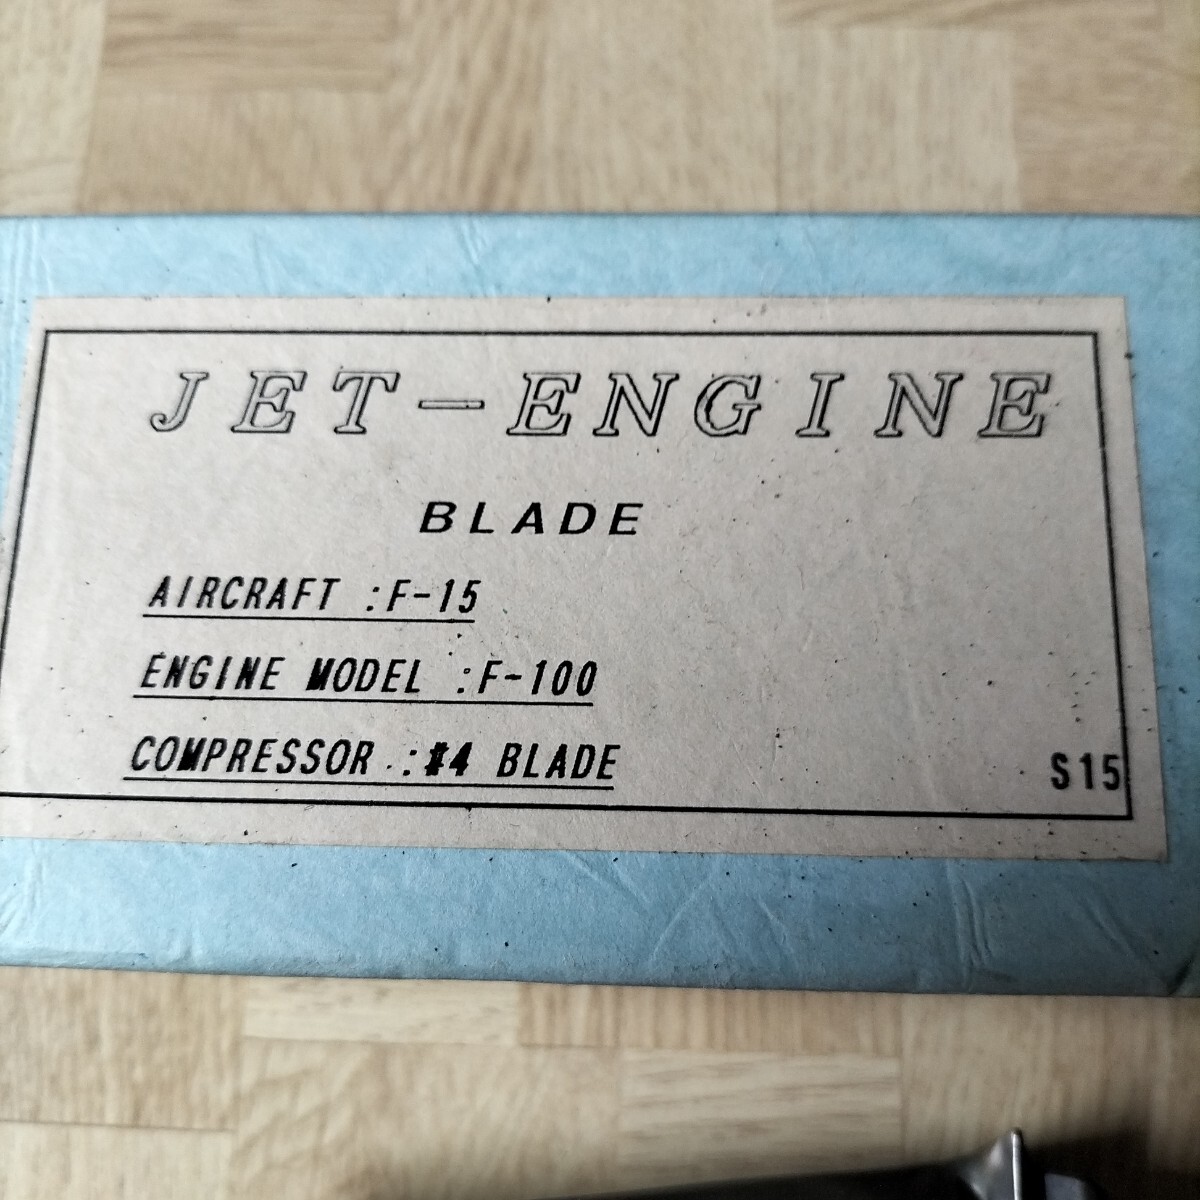 JET-ENGINE
BLADE
AIRCRAFT :F-15
ENGINE MODEL :F-100
COMPRESSOR :#4 BLADE
S15